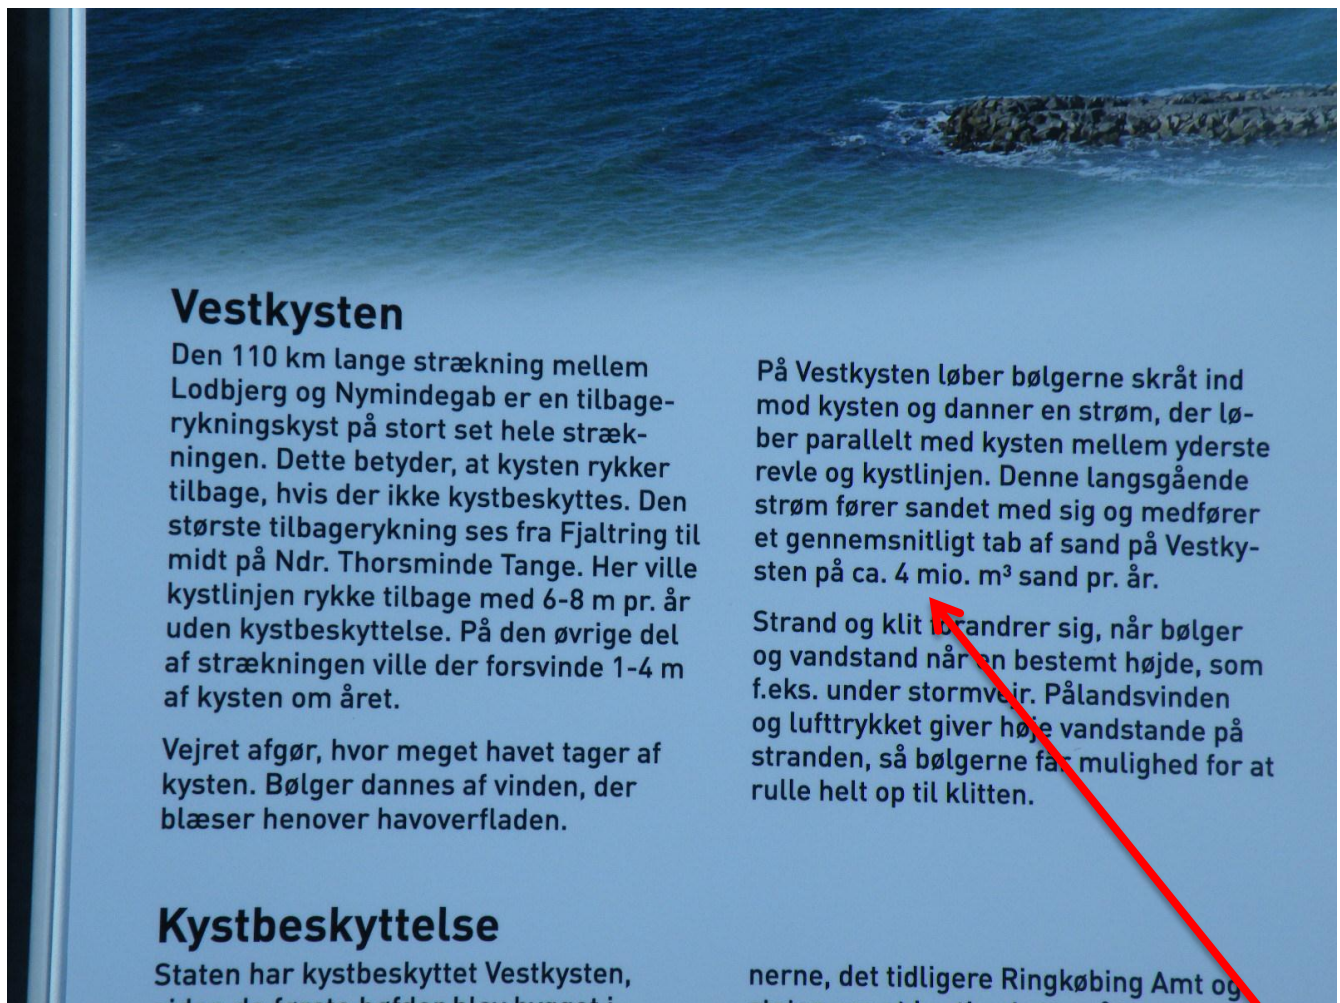 Vestkysten
Den 110 km lange strækning mellem
Lodbjerg og Nymindegab er en tilbage-
rykningskyst på stort set hele stræk-
ningen. Dette betyder, at kysten rykker
tilbage, hvis der ikke kystbeskyttes. Den
største tilbagerykning ses fra Fjaltring til
midt på Ndr. Thorsminde Tange. Her ville
kystlinjen rykke tilbage med 6-8 m pr. år
uden kystbeskyttelse. På den øvrige del
af strækningen ville der forsvinde 1-4 m
af kysten om året.
Vejret afgør, hvor meget havet tager af
kysten. Bølger dannes af vinden, der
blæser henover havoverfladen.
På Vestkysten løber bølgerne skråt ind
mod kysten og danner en strøm, der lø-
ber parallelt med kysten mellem yderste
revle og kystlinjen. Denne langsgående
strøm fører sandet med sig og medfører
et gennemsnitligt tab af sand på Vestky-
sten på ca. 4 mio. m³ sand pr. år.
Strand og klit forandrer sig, når bølger
og vandstand når en bestemt højde, som
f.eks. under stormvejr. Pålandsvinden
og lufttrykket giver høje vandstande på
stranden, så bølgerne får mulighed for at
rulle helt op til klitten.
Kystbeskyttelse
Staten har kystbeskyttet Vestkysten,
nerne, det tidligere Ringkøbing Amt og